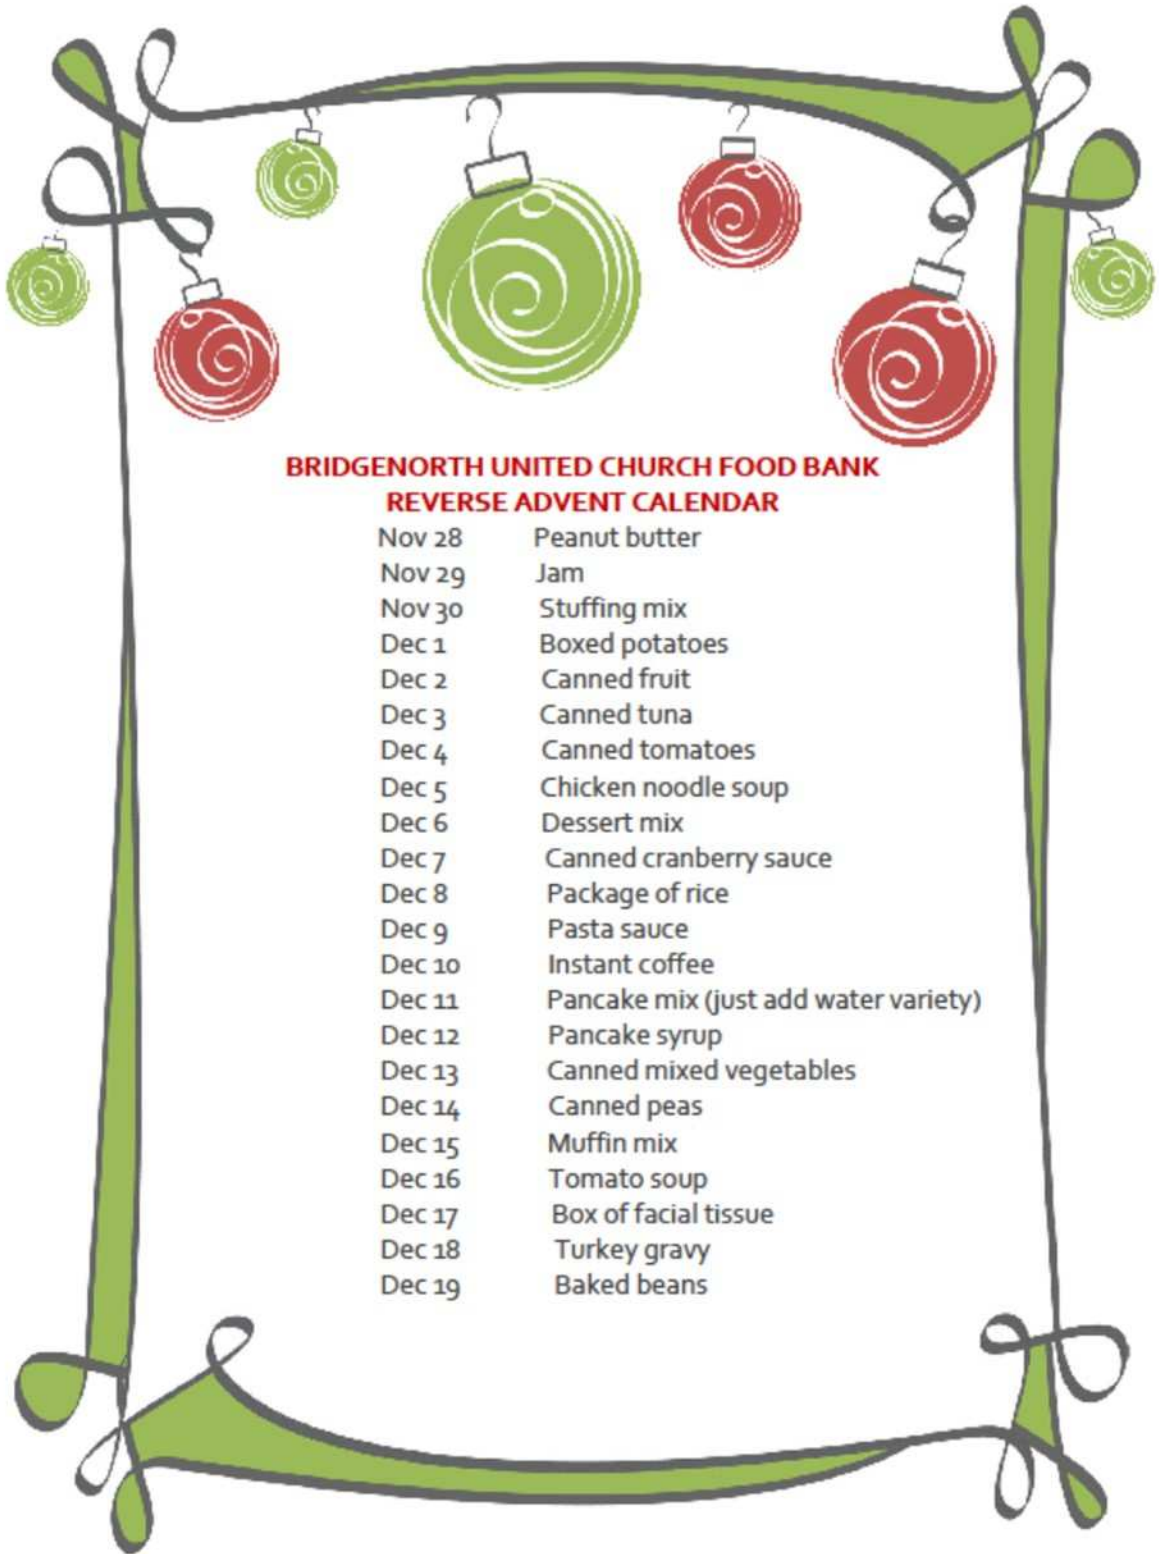 BRIDGENORTH UNITED CHURCH FOOD BANK
REVERSE ADVENT CALENDAR
Nov 28 Peanut butter
Nov 29 Jam
Nov 30 Stuffing mix
Dec 1 Boxed potatoes
Dec 2 Canned fruit
Dec 3 Canned tuna
Dec 4 Canned tomatoes
Dec 5 Chicken noodle soup
Dec 6 Dessert mix
Dec 7 Canned cranberry sauce
Dec 8 Package of rice
Dec 9 Pasta sauce
Dec 10 Instant coffee
Dec 11 Pancake mix (just add water variety)
Dec 12 Pancake syrup
Dec 13 Canned mixed vegetables
Dec 14 Canned peas
Dec 15 Muffin mix
Dec 16 Tomato soup
Dec 17 Box of facial tissue
Dec 18 Turkey gravy
Dec 19 Baked beans